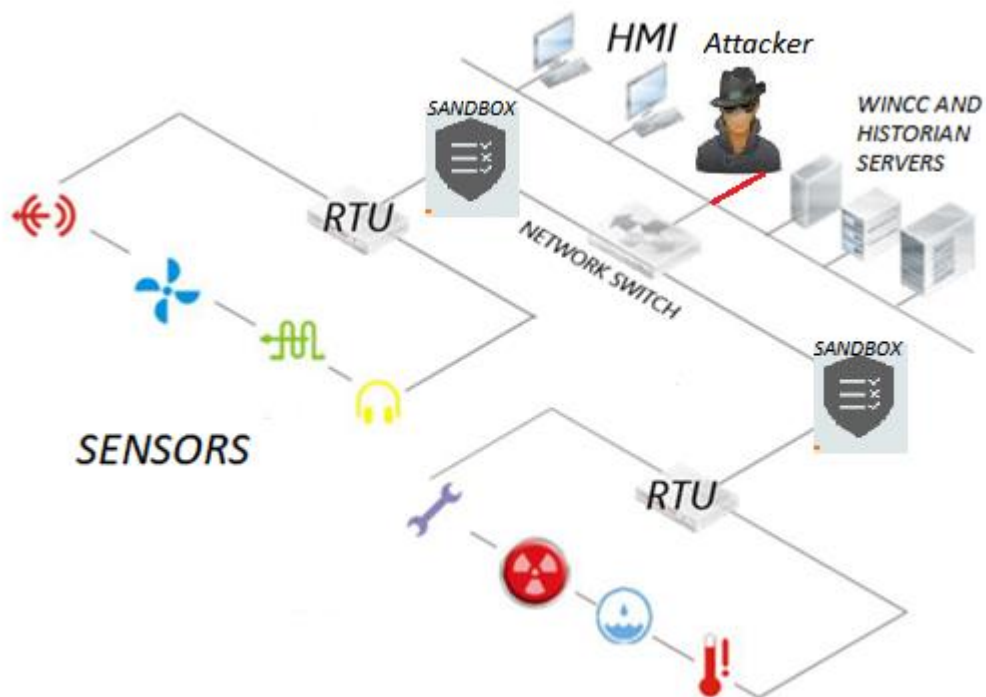 HMI
Attacker
SANDBOX
WINCC AND
HISTORIAN
SERVERS
RTU
NETWORK SWITCH
SANDBOX
SENSORS
RTU